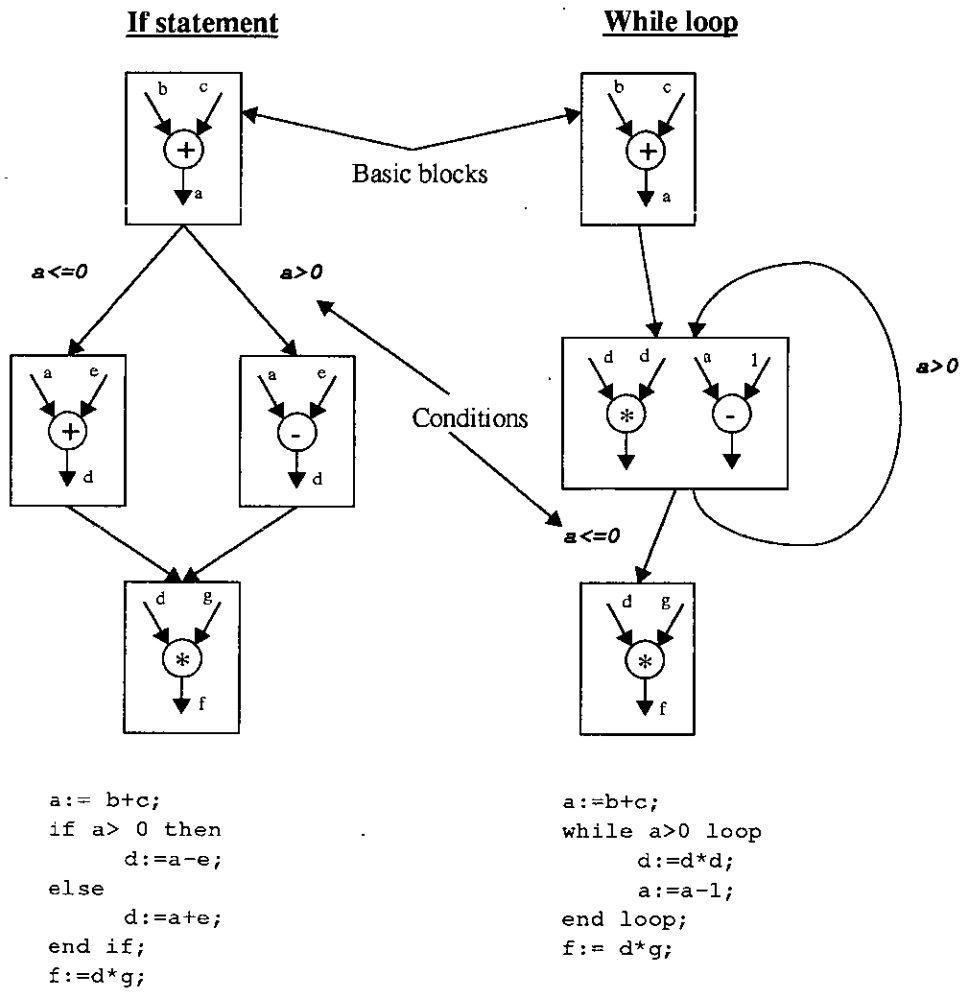 If statement
While loop
b c
+
a
b c
+
a
Basic blocks
a<=0
a>0
a e
+
d
a e
-
d
Conditions
d d a 1
* -
a>0
a<=0
d g
*
f
d g
*
f
a:= b+c;
if a> 0 then
d:=a-e;
else
d:=a+e;
end if;
f:=d*g;
a:=b+c;
while a>0 loop
d:=d*d;
a:=a-1;
end loop;
f:= d*g;